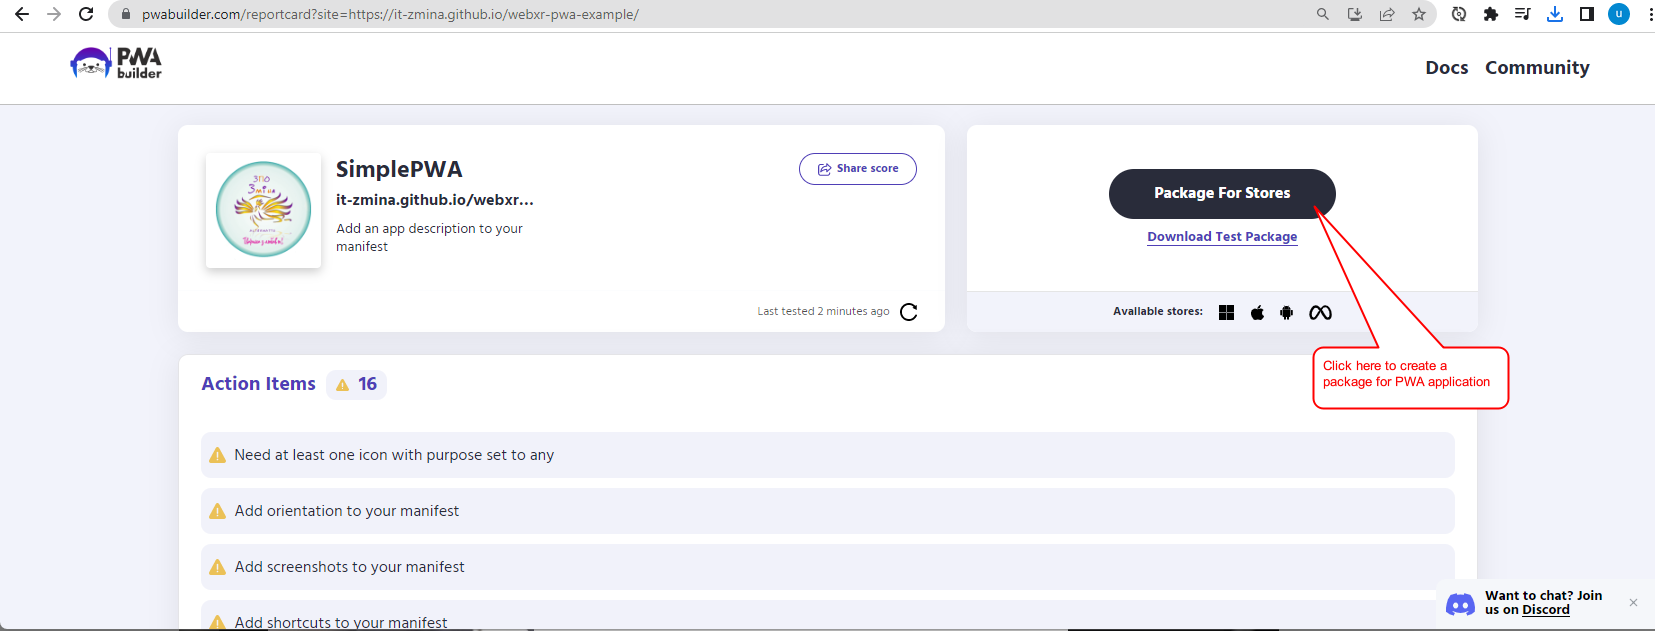 pwabuilder.com/reportcard?site=https://it-zmina.github.io/webxr-pwa-example/
u
PWA
builder
Docs
Community
ЗПО
Зміна
SimplePWA
it-zmina.github.io/webxr...
Add an app description to your
manifest
Share score
Last tested 2 minutes ago
Package For Stores
Download Test Package
Available stores:
Click here to create a
package for PWA application
Action Items
16
Need at least one icon with purpose set to any
Add orientation to your manifest
Add screenshots to your manifest
Add shortcuts to your manifest
Want to chat? Join
us on Discord